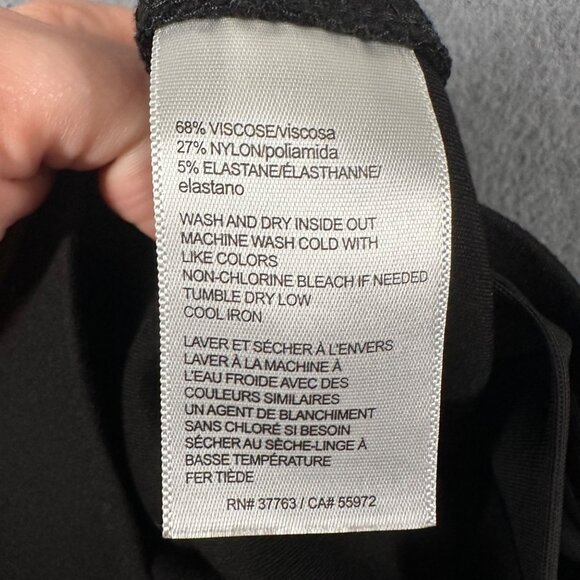 68% VISCOSE/viscosa
27% NYLON/poliamida
5% ELASTANE/ÉLASTHANNE/
elastano
WASH AND DRY INSIDE OUT
MACHINE WASH COLD WITH
LIKE COLORS
NON-CHLORINE BLEACH IF NEEDED
TUMBLE DRY LOW
COOL IRON
LAVER ET SÉCHER À L'ENVERS
LAVER À LA MACHINE À
L'EAU FROIDE AVEC DES
COULEURS SIMILAIRES
UN AGENT DE BLANCHIMENT
SANS CHLORÉ SI BESOIN
SÉCHER AU SÈCHE-LINGE À
BASSE TEMPÉRATURE
FER TIÈDE
RN# 37763 / CA# 55972